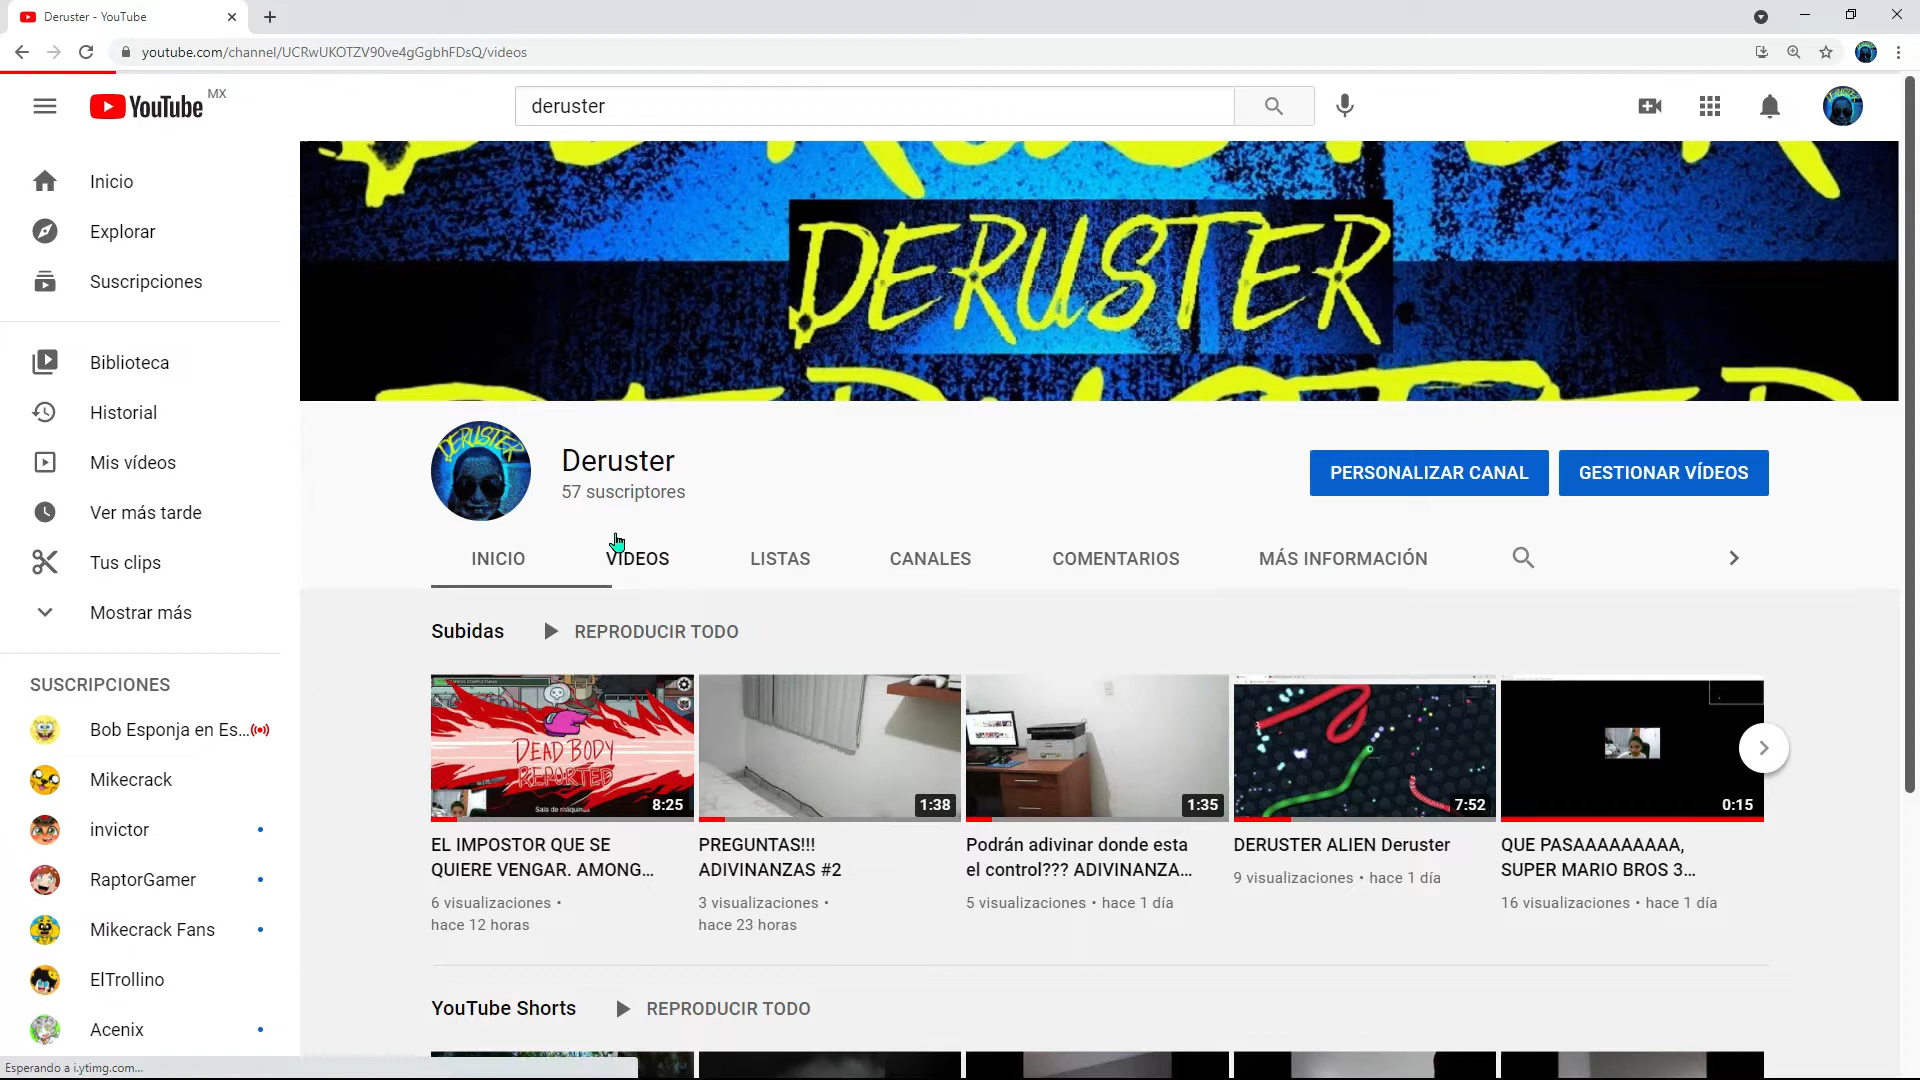 Deruster - YouTube
youtube.com/channel/UCRwUKOTZV90ve4gGgbhFDsQ/videos
YouTube MX
deruster
Inicio
Explorar
Suscripciones
Biblioteca
Historial
Mis vídeos
Ver más tarde
Tus clips
Mostrar más
SUSCRIPCIONES
Bob Esponja en Es...
Mikecrack
invictor
RaptorGamer
Mikecrack Fans
ElTrollino
Acenix
Esperando a i.ytimg.com...
DERUSTER
DERUSTER
Deruster
57 suscriptores
PERSONALIZAR CANAL
GESTIONAR VÍDEOS
INICIO
VÍDEOS
LISTAS
CANALES
COMENTARIOS
MÁS INFORMACIÓN
Subidas
REPRODUCIR TODO
DEAD BODY
REPORTED
Sala de máquinas
8:25
1:38
1:35
7:52
0:15
EL IMPOSTOR QUE SE
QUIERE VENGAR. AMONG...
6 visualizaciones •
hace 12 horas
PREGUNTAS!!!
ADIVINANZAS #2
3 visualizaciones •
hace 23 horas
Podrán adivinar donde esta
el control??? ADIVINANZA...
5 visualizaciones • hace 1 día
DERUSTER ALIEN Deruster
9 visualizaciones • hace 1 día
QUE PASAAAAAAAAA,
SUPER MARIO BROS 3...
16 visualizaciones • hace 1 día
YouTube Shorts
REPRODUCIR TODO